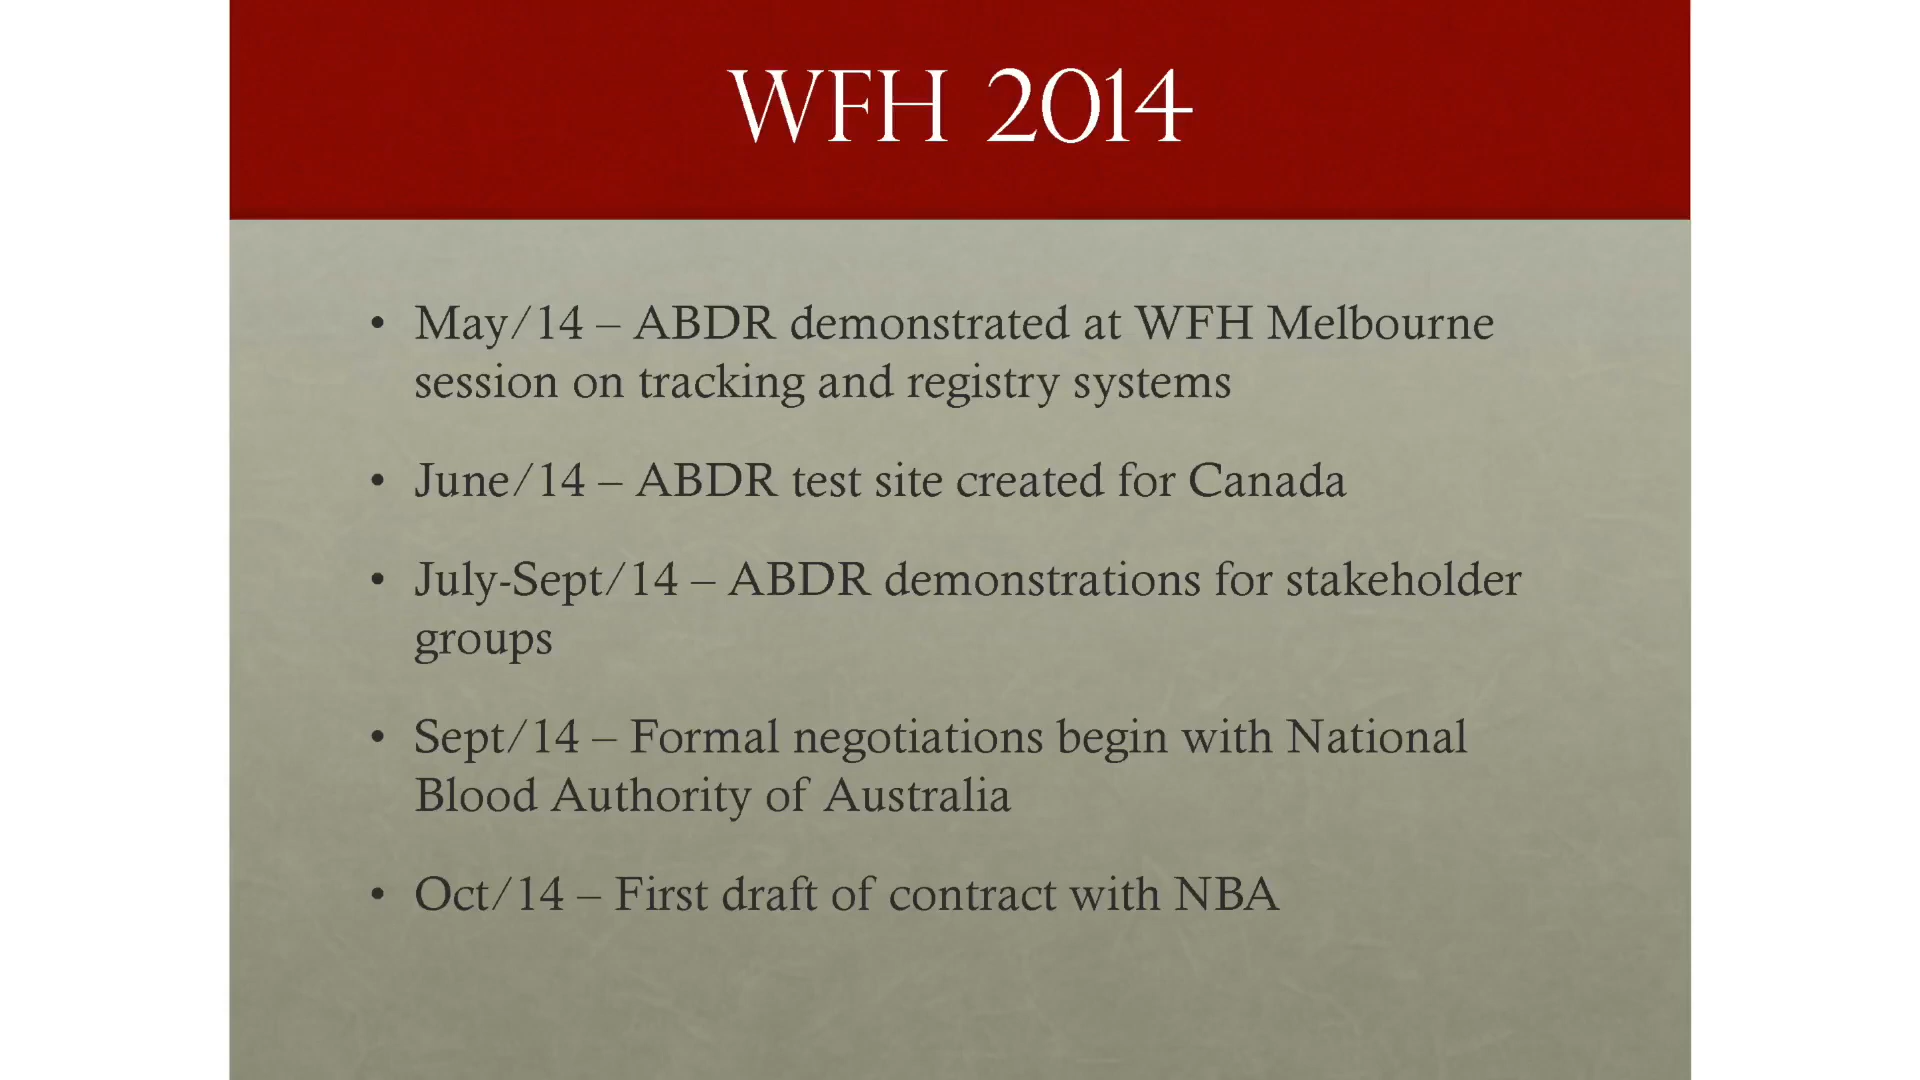 WFH 2014
• May/14 – ABDR demonstrated at WFH Melbourne
session on tracking and registry systems
• June/14 – ABDR test site created for Canada
• July-Sept/14 – ABDR demonstrations for stakeholder
groups
• Sept/14 – Formal negotiations begin with National
Blood Authority of Australia
• Oct/14 – First draft of contract with NBA